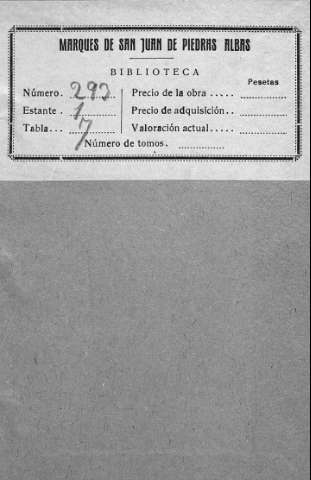 MARQUES DE SAN JUAN DE PIEDRAS ALBAS
BIBLIOTECA
Pesetas
Número. 293 Precio de la obra .....
Estante . 1 Precio de adquisición..
Tabla... 7 Valoración actual.....
Número de tomos.